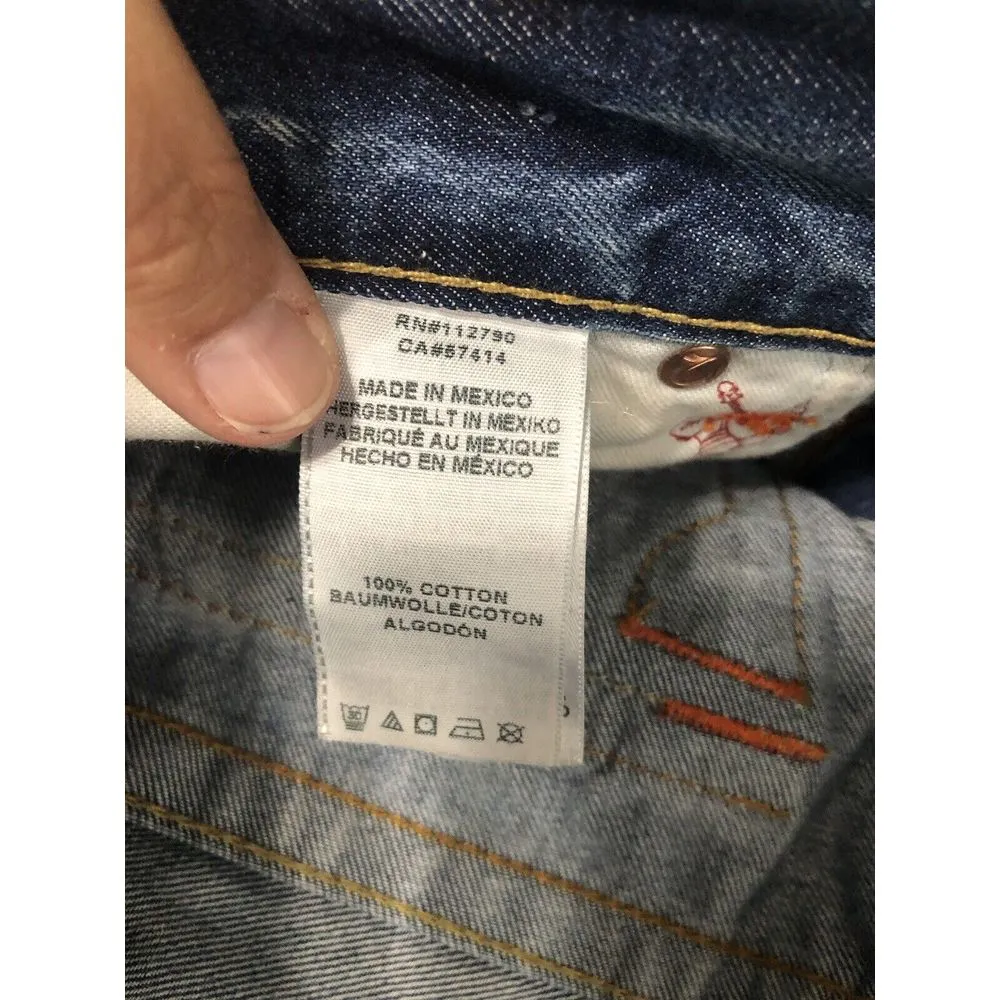 RN#112790
CA#57414
MADE IN MEXICO
HERGESTELLT IN MEXIKO
FABRIQUÉ AU MEXIQUE
HECHO EN MÉXICO
100% COTTON
BAUMWOLLE/COTON
ALGODÓN
30